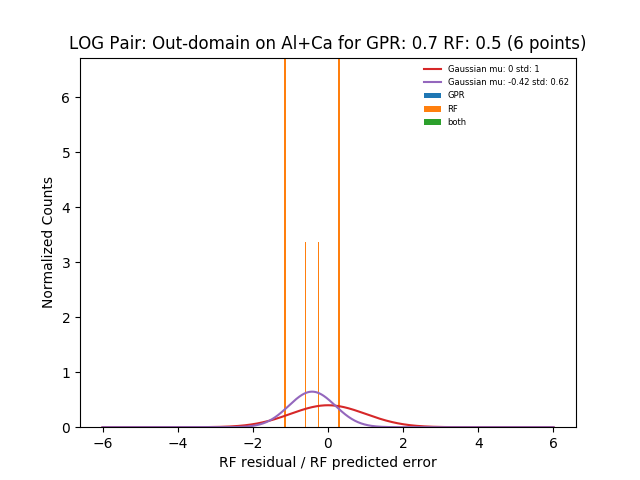 LOG Pair: Out-domain on Al+Ca for GPR: 0.7 RF: 0.5 (6 points)
Gaussian mu: 0 std: 1
Gaussian mu: -0.42 std: 0.62
GPR
RF
both
Normalized Counts
6
5
4
3
2
1
0
−6 −4 −2 0 2 4 6
RF residual / RF predicted error